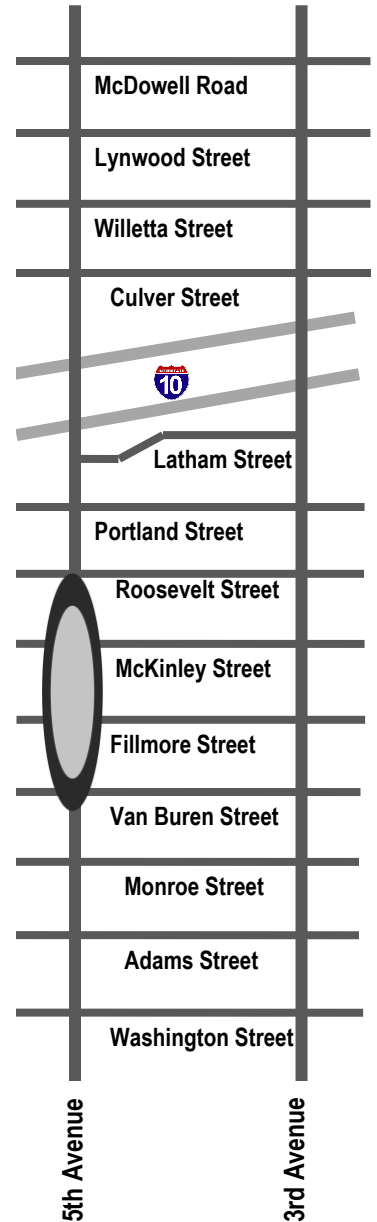 McDowell Road
Lynwood Street
Willetta Street
Culver Street
INTERSTATE
10
Latham Street
Portland Street
Roosevelt Street
McKinley Street
Fillmore Street
Van Buren Street
Monroe Street
Adams Street
Washington Street
5th Avenue
3rd Avenue